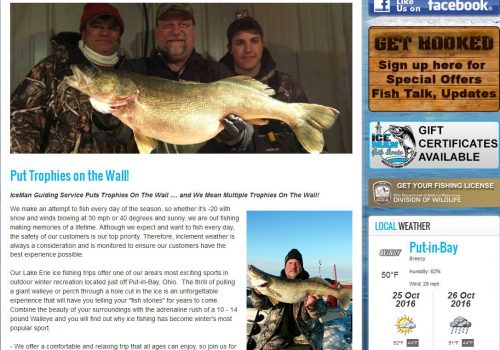 Put Trophies on the Wall!
IceMan Guiding Service Puts Trophies On The Wall .... and We Mean Multiple Trophies On The Wall!
We make an attempt to fish every day of the season, so whether it's -20 with
snow and winds blowing at 30 mph or 40 degrees and sunny, we are out fishing
making memories of a lifetime. Although we expect and want to fish every day,
the safety of our customers is our top priority. Therefore, inclement weather is
always a consideration and is monitored to ensure our customers have the
best experience possible.
Our Lake Erie ice fishing trips offer one of our area's most exciting sports in
outdoor winter recreation located just off Put-in-Bay, Ohio. The thrill of pulling
a giant walleye or perch through a hole cut in the ice is an unforgettable
experience that will have you telling your "fish stories" for years to come.
Combine the beauty of your surroundings with the adrenaline rush of a 10 - 14
pound Walleye and you will find out why ice fishing has become winter's most
popular sport.
- We offer a comfortable and relaxing trip that all ages can enjoy, so join us for
Like
Us on facebook
GET HOOKED
Sign up here for
Special Offers
Fish Talk, Updates
ICE
MAN
GIFT
CERTIFICATES
AVAILABLE
GET YOUR FISHING LICENSE
DIVISION OF WILDLIFE
LOCAL WEATHER
WINDY
50°F
Put-in-Bay
Breezy
Humidity: 62%
Wind: 29 mph
25 Oct
2016
26 Oct
2016
52°F 44°F